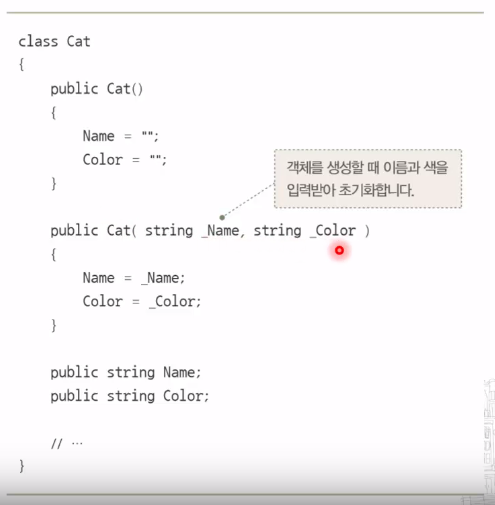 class Cat
{
public Cat()
{
Name = "";
Color = "";
}
객체를 생성할 때 이름과 색을
입력받아 초기화합니다.
public Cat( string _Name, string _Color )
{
Name = _Name;
Color = _Color;
}
public string Name;
public string Color;
// …
}